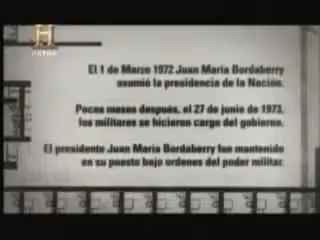 H
HISTORY
El 1 de Marzo 1972 Juan María Bordaberry
asumió la presidencia de la Nación.
Pocos meses después, el 27 de junio de 1973,
los militares se hicieron cargo del gobierno.
El presidente Juan María Bordaberry fue mantenido
en su puesto bajo ordenes del poder militar.